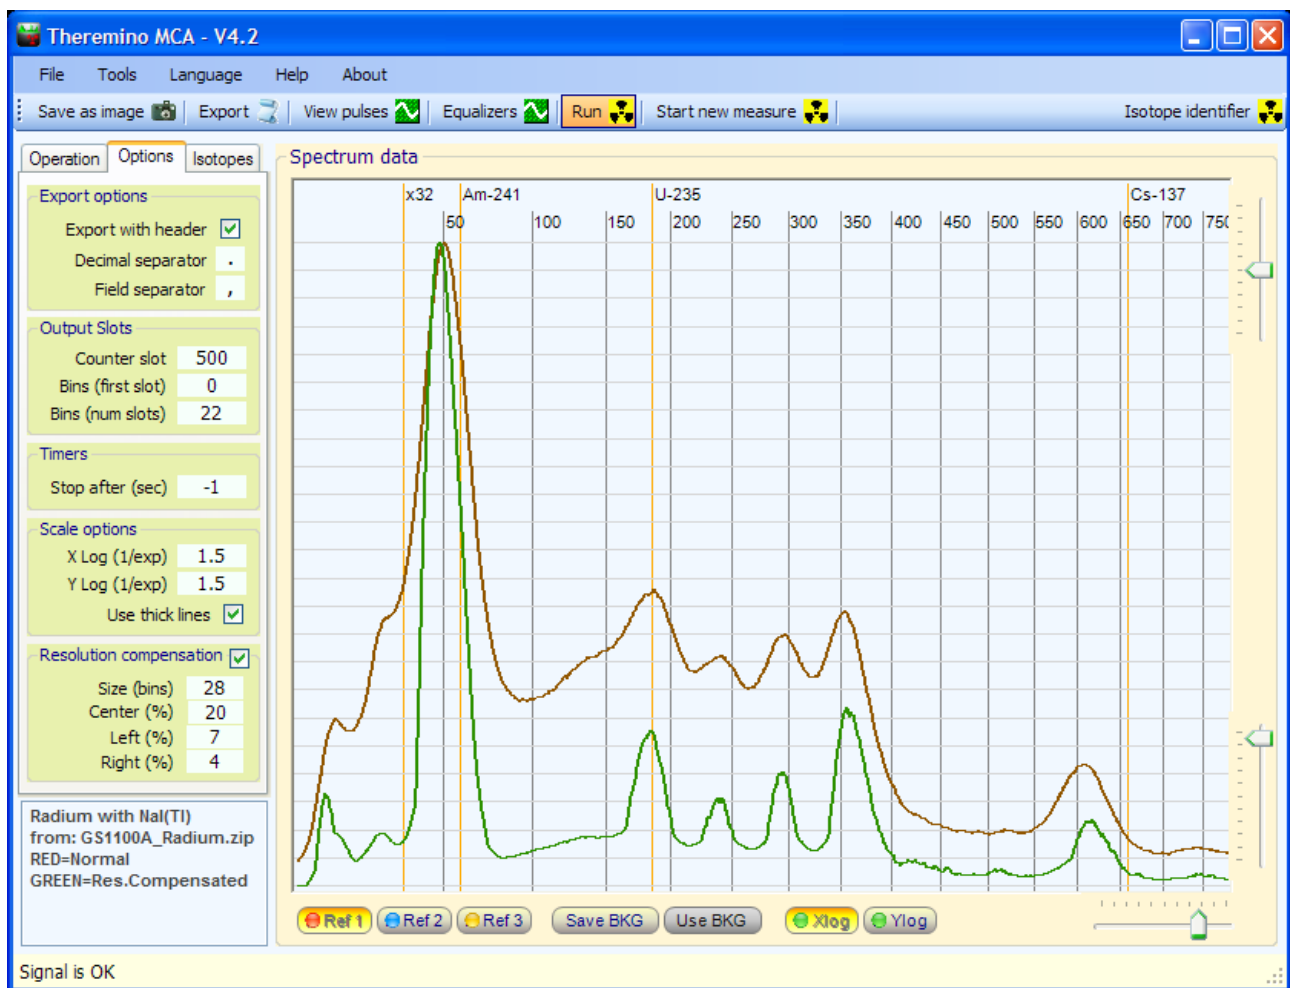 Theremino MCA - V4.2
File Tools Language Help About
Save as image Export View pulses Equalizers Run Start new measure Isotope identifier
Operation Options Isotopes
Export options
Export with header
Decimal separator .
Field separator ,
Output Slots
Counter slot 500
Bins (first slot) 0
Bins (num slots) 22
Timers
Stop after (sec) -1
Scale options
X Log (1/exp) 1.5
Y Log (1/exp) 1.5
Use thick lines
Resolution compensation
Size (bins) 28
Center (%) 20
Left (%) 7
Right (%) 4
Radium with NaI(Tl)
from: GS1100A_Radium.zip
RED=Normal
GREEN=Res.Compensated
Spectrum data
x32 Am-241 U-235 Cs-137
50 100 150 200 250 300 350 400 450 500 550 600 650 700 750
Ref 1 Ref 2 Ref 3 Save BKG Use BKG Xlog Ylog
Signal is OK